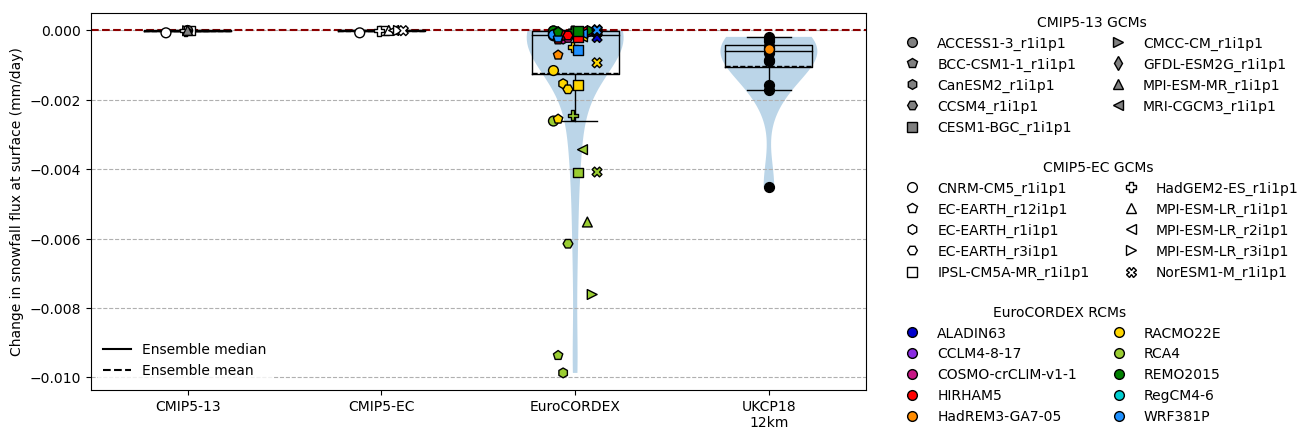 Change in snowfall flux at surface (mm/day)
0.000
−0.002
−0.004
−0.006
−0.008
−0.010
Ensemble median
Ensemble mean
CMIP5-13
CMIP5-EC
EuroCORDEX
UKCP18
12km
CMIP5-13 GCMs
ACCESS1-3_r1i1p1
BCC-CSM1-1_r1i1p1
CanESM2_r1i1p1
CCSM4_r1i1p1
CESM1-BGC_r1i1p1
CMCC-CM_r1i1p1
GFDL-ESM2G_r1i1p1
MPI-ESM-MR_r1i1p1
MRI-CGCM3_r1i1p1
CMIP5-EC GCMs
CNRM-CM5_r1i1p1
EC-EARTH_r12i1p1
EC-EARTH_r1i1p1
EC-EARTH_r3i1p1
IPSL-CM5A-MR_r1i1p1
HadGEM2-ES_r1i1p1
MPI-ESM-LR_r1i1p1
MPI-ESM-LR_r2i1p1
MPI-ESM-LR_r3i1p1
NorESM1-M_r1i1p1
EuroCORDEX RCMs
ALADIN63
CCLM4-8-17
COSMO-crCLIM-v1-1
HIRHAM5
HadREM3-GA7-05
RACMO22E
RCA4
REMO2015
RegCM4-6
WRF381P